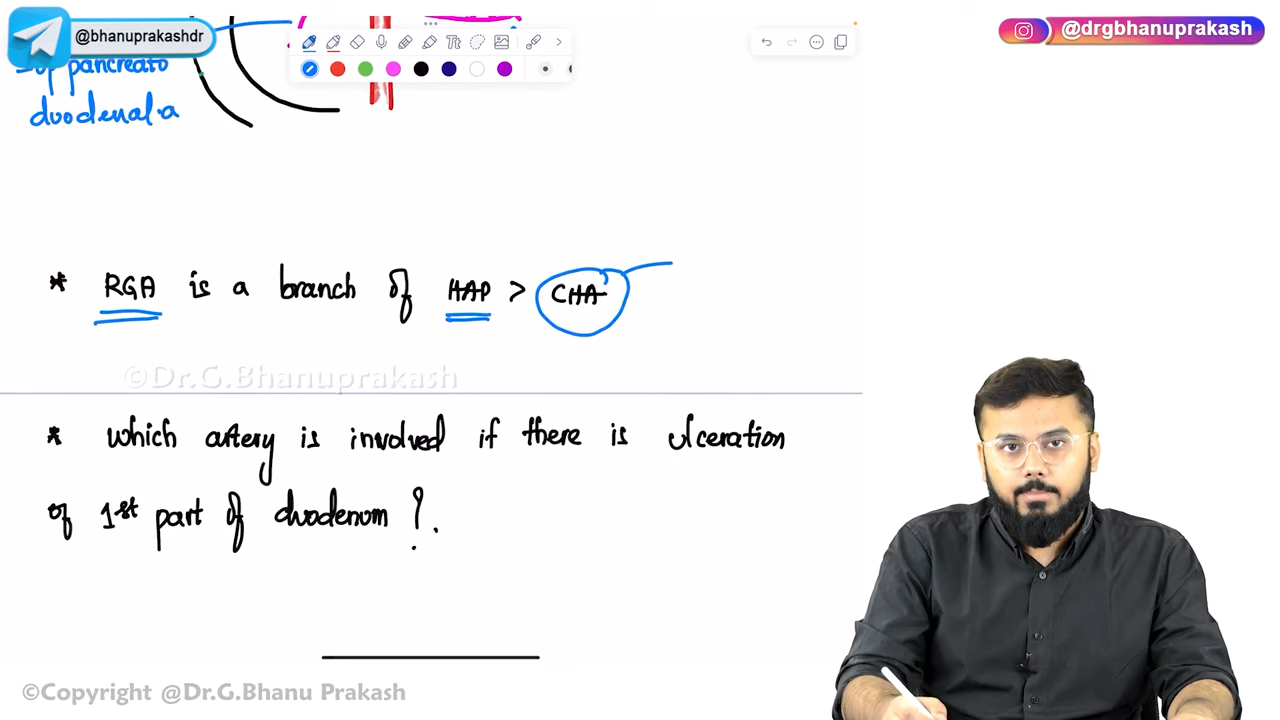 @bhanuprakashdr
@drgbhanuprakash
Tt
pancreato
duodenal.a
* RGA is a branch of HAP > CHA
©Dr.G.Bhanuprakash
* which artery is involved if there is ulceration
of 1st part of duodenum ?
©Copyright @Dr.G.Bhanu Prakash